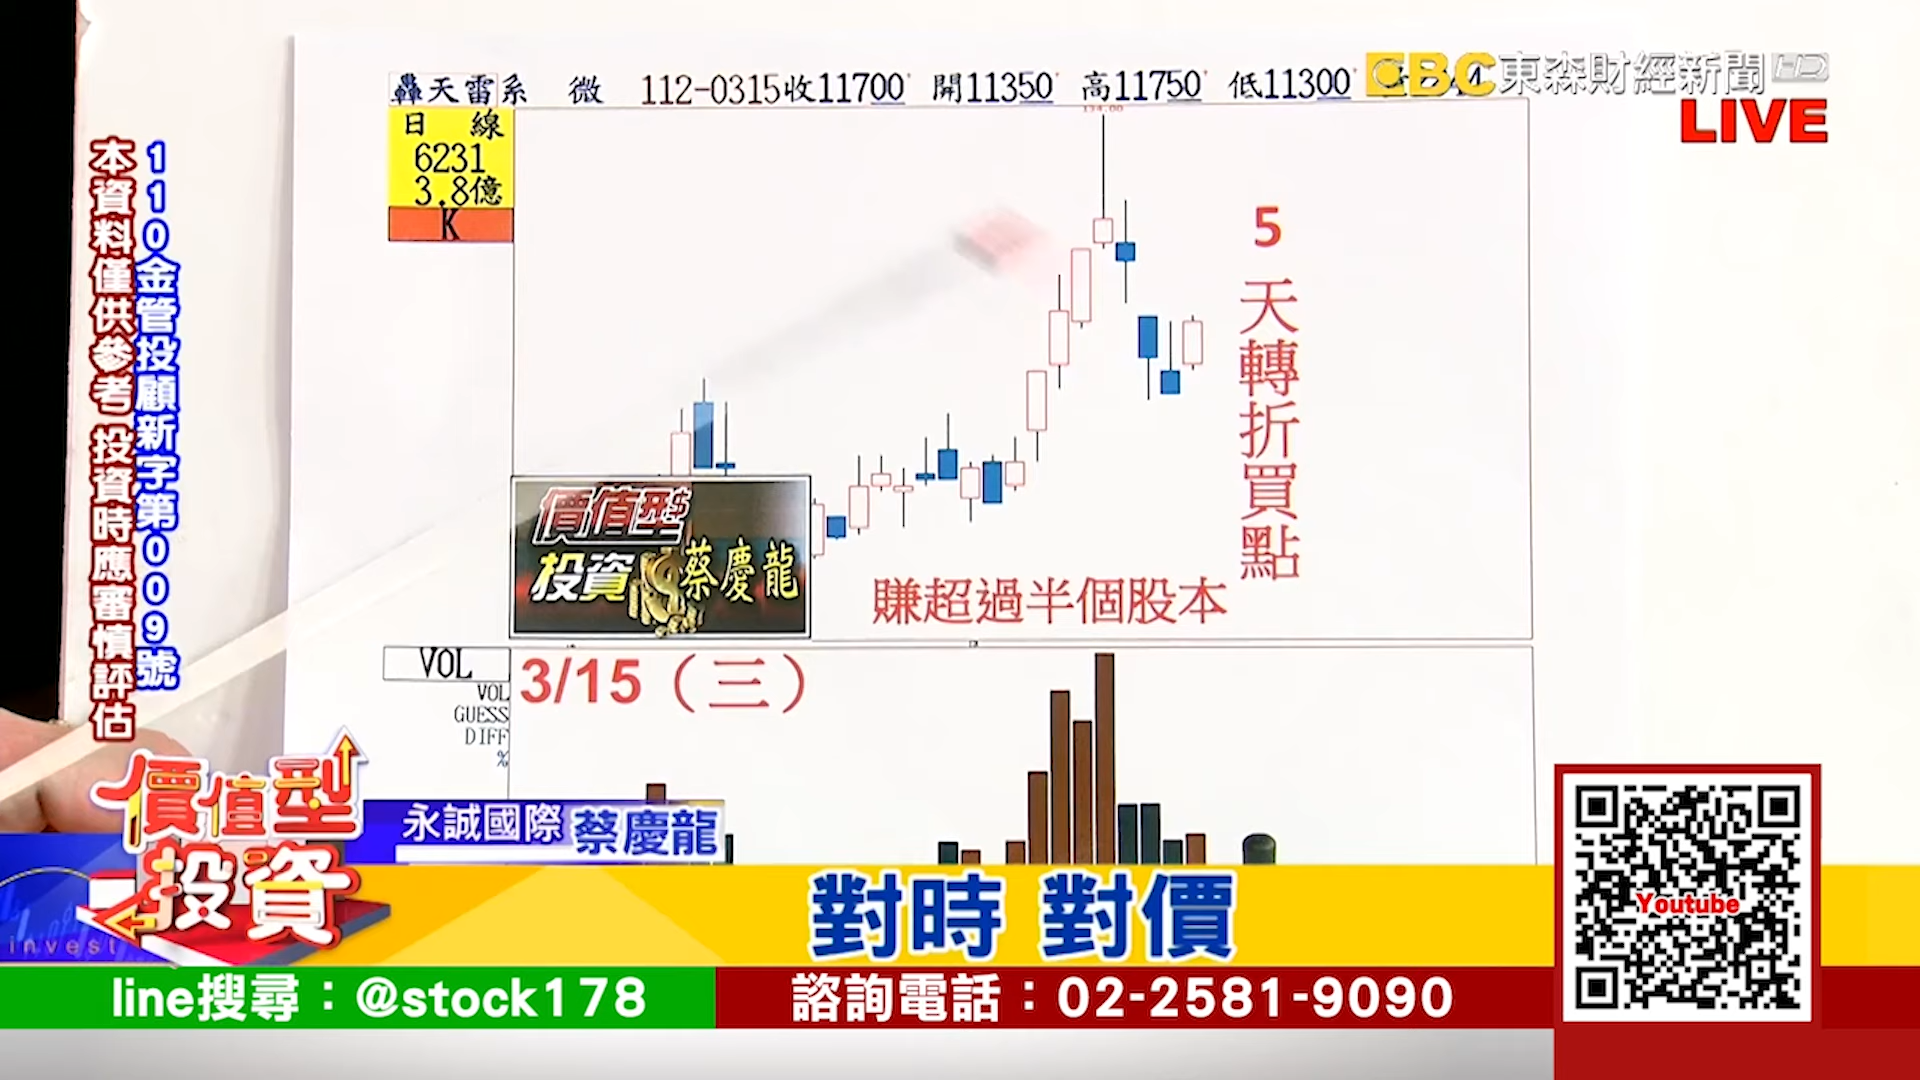 轟天雷系 微 112-0315收11700 開11350 高11750 低11300
EBC東森財經新聞HD
LIVE
134.00
日 線
6231
3.8億
K
本資料僅供參考 投資時應審慎評估
110金管投顧新字第009號
5天轉折買點
價值型
投資
蔡慶龍
賺超過半個股本
VOL
3/15（三）
VOL
GUESS
DIFF
%
價值型
投資
invest
永誠國際 蔡慶龍
對時 對價
Youtube
line搜尋：@stock178
諮詢電話：02-2581-9090